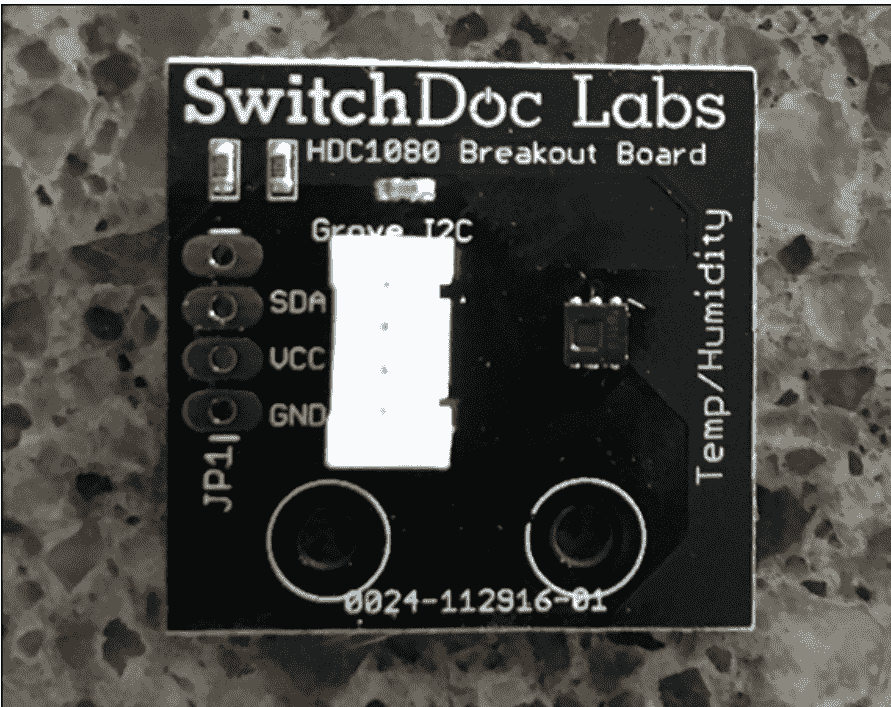 SwitchDoc Labs
HDC1080 Breakout Board
Grove I2C
SDA
VCC
GND
JP1
Temp/Humidity
0024-112916-01